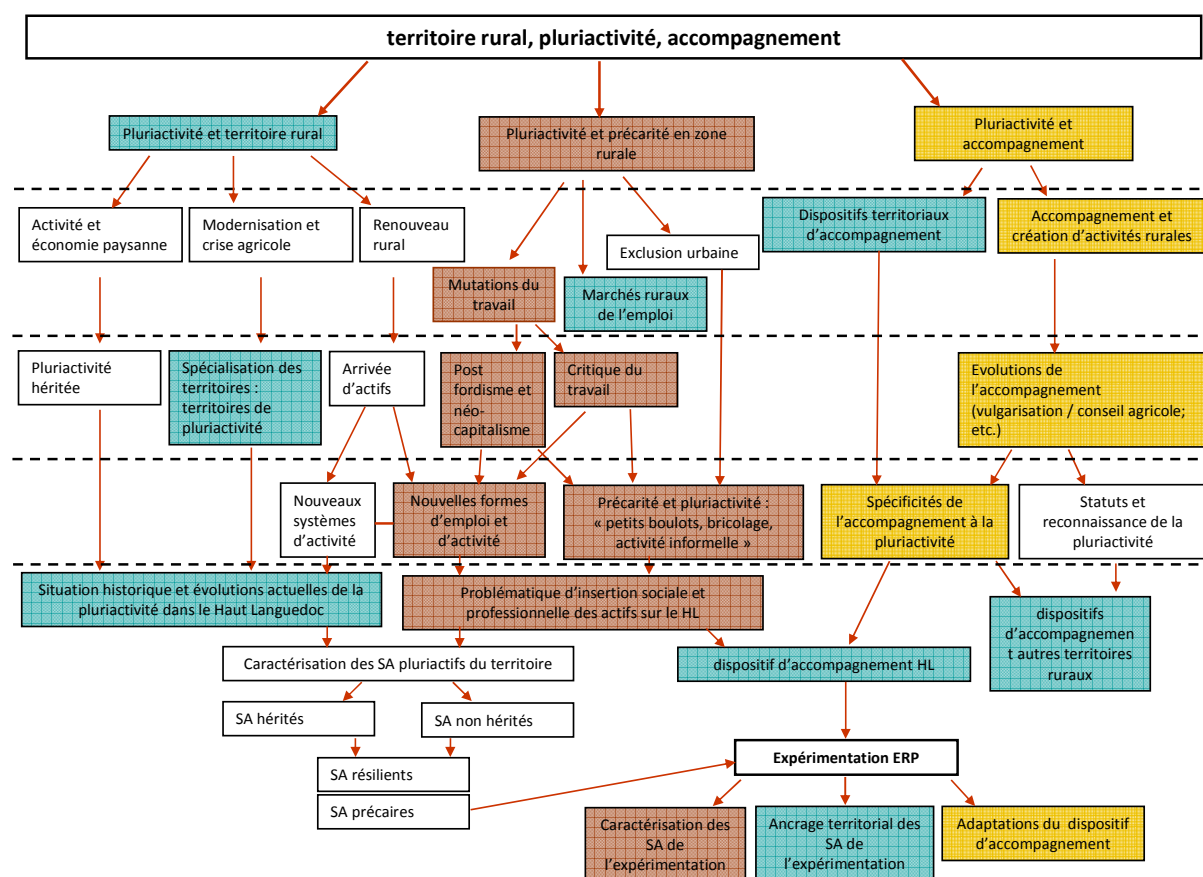 territoire rural, pluriactivité, accompagnement
Pluriactivité et territoire rural
Pluriactivité et précarité en zone
rurale
Pluriactivité et
accompagnement
Activité et
économie paysanne
Modernisation et
crise agricole
Renouveau
rural
Exclusion urbaine
Dispositifs territoriaux
d’accompagnement
Accompagnement et
création d’activités rurales
Mutations du
travail
Marchés ruraux
de l’emploi
Pluriactivité
héritée
Spécialisation des
territoires :
territoires de
pluriactivité
Arrivée
d’actifs
Post
fordisme et
néo-
capitalisme
Critique du
travail
Evolutions de
l’accompagnement
(vulgarisation / conseil agricole;
etc.)
Nouveaux
systèmes
d’activité
Nouvelles formes
d’emploi et
d’activité
Précarité et pluriactivité :
« petits boulots, bricolage,
activité informelle »
Spécificités de
l’accompagnement à la
pluriactivité
Statuts et
reconnaissance de la
pluriactivité
Situation historique et évolutions actuelles de la
pluriactivité dans le Haut Languedoc
Problématique d’insertion sociale et
professionnelle des actifs sur le HL
dispositifs
d’accompagnemen
t autres territoires
ruraux
Caractérisation des SA pluriactifs du territoire
dispositif d’accompagnement HL
SA hérités
SA non hérités
Expérimentation ERP
SA résilients
SA précaires
Caractérisation des
SA de
l’expérimentation
Ancrage territorial des
SA de
l’expérimentation
Adaptations du dispositif
d’accompagnement